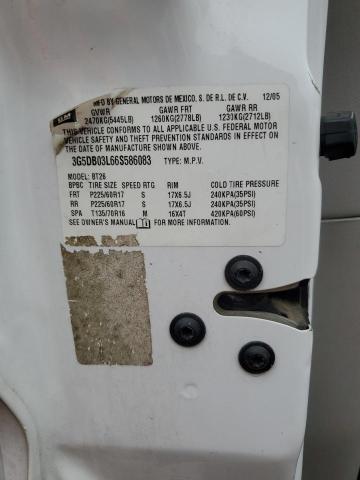 MFD BY GENERAL MOTORS DE MEXICO, S. DE R.L. DE C.V. 12/05
GVWR GAWR FRT GAWR RR
2470KG(5445LB) 1260KG(2778LB) 1230KG(2712LB)
THIS VEHICLE CONFORMS TO ALL APPLICABLE U.S. FEDERAL MOTOR
VEHICLE SAFETY AND THEFT PREVENTION STANDARDS IN EFFECT ON
THE DATE OF MANUFACTURE SHOWN ABOVE.
3G5DB03L66S586083 TYPE: M.P.V.
MODEL: BT26
BPBC TIRE SIZE SPEED RTG RIM COLD TIRE PRESSURE
FRT P225/60R17 S 17X6.5J 240KPA(35PSI)
RR P225/60R17 S 17X6.5J 240KPA(35PSI)
SPA T135/70R16 M 16X4T 420KPA(60PSI)
SEE OWNER'S MANUAL FOR MORE INFORMATION.